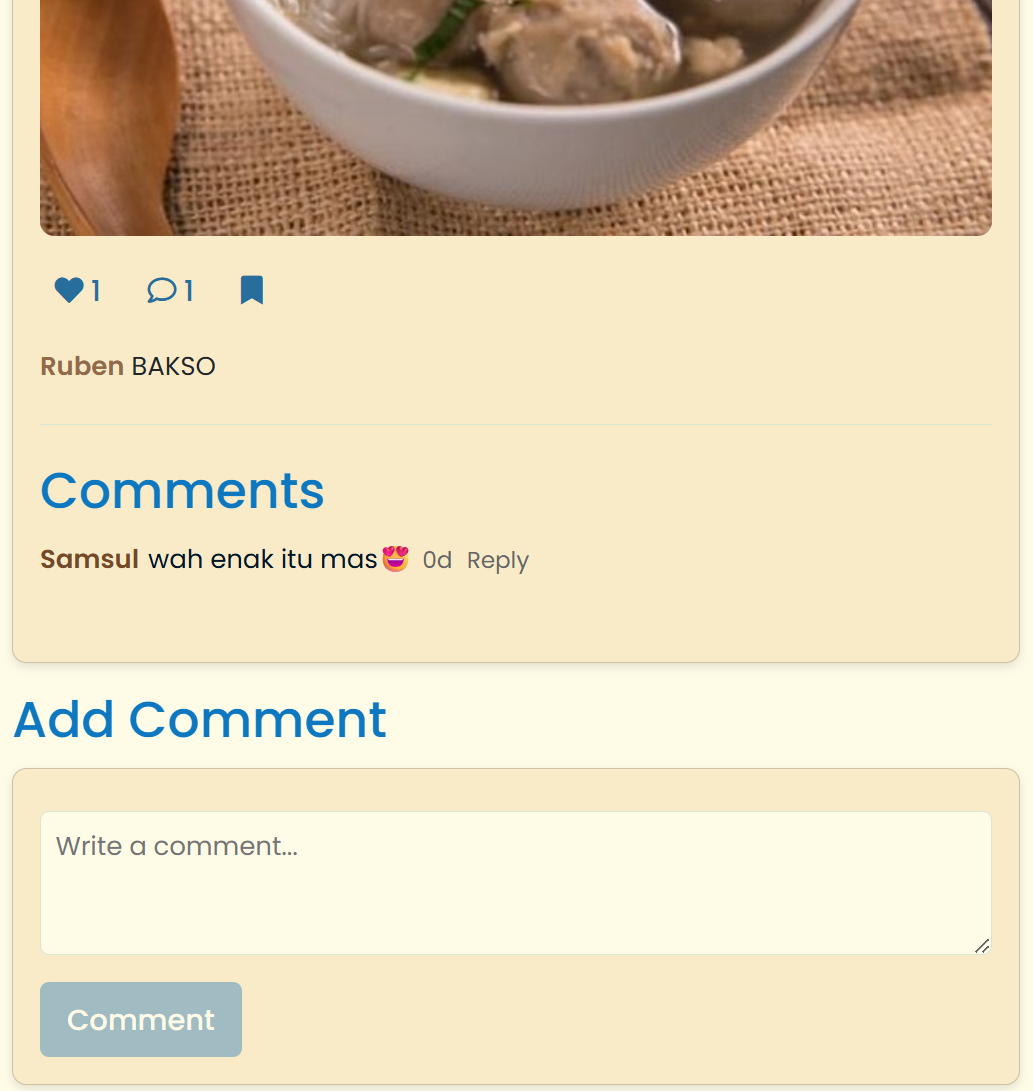 1 1
Ruben BAKSO
Comments
Samsul wah enak itu mas😍 0d Reply
Add Comment
Write a comment...
Comment